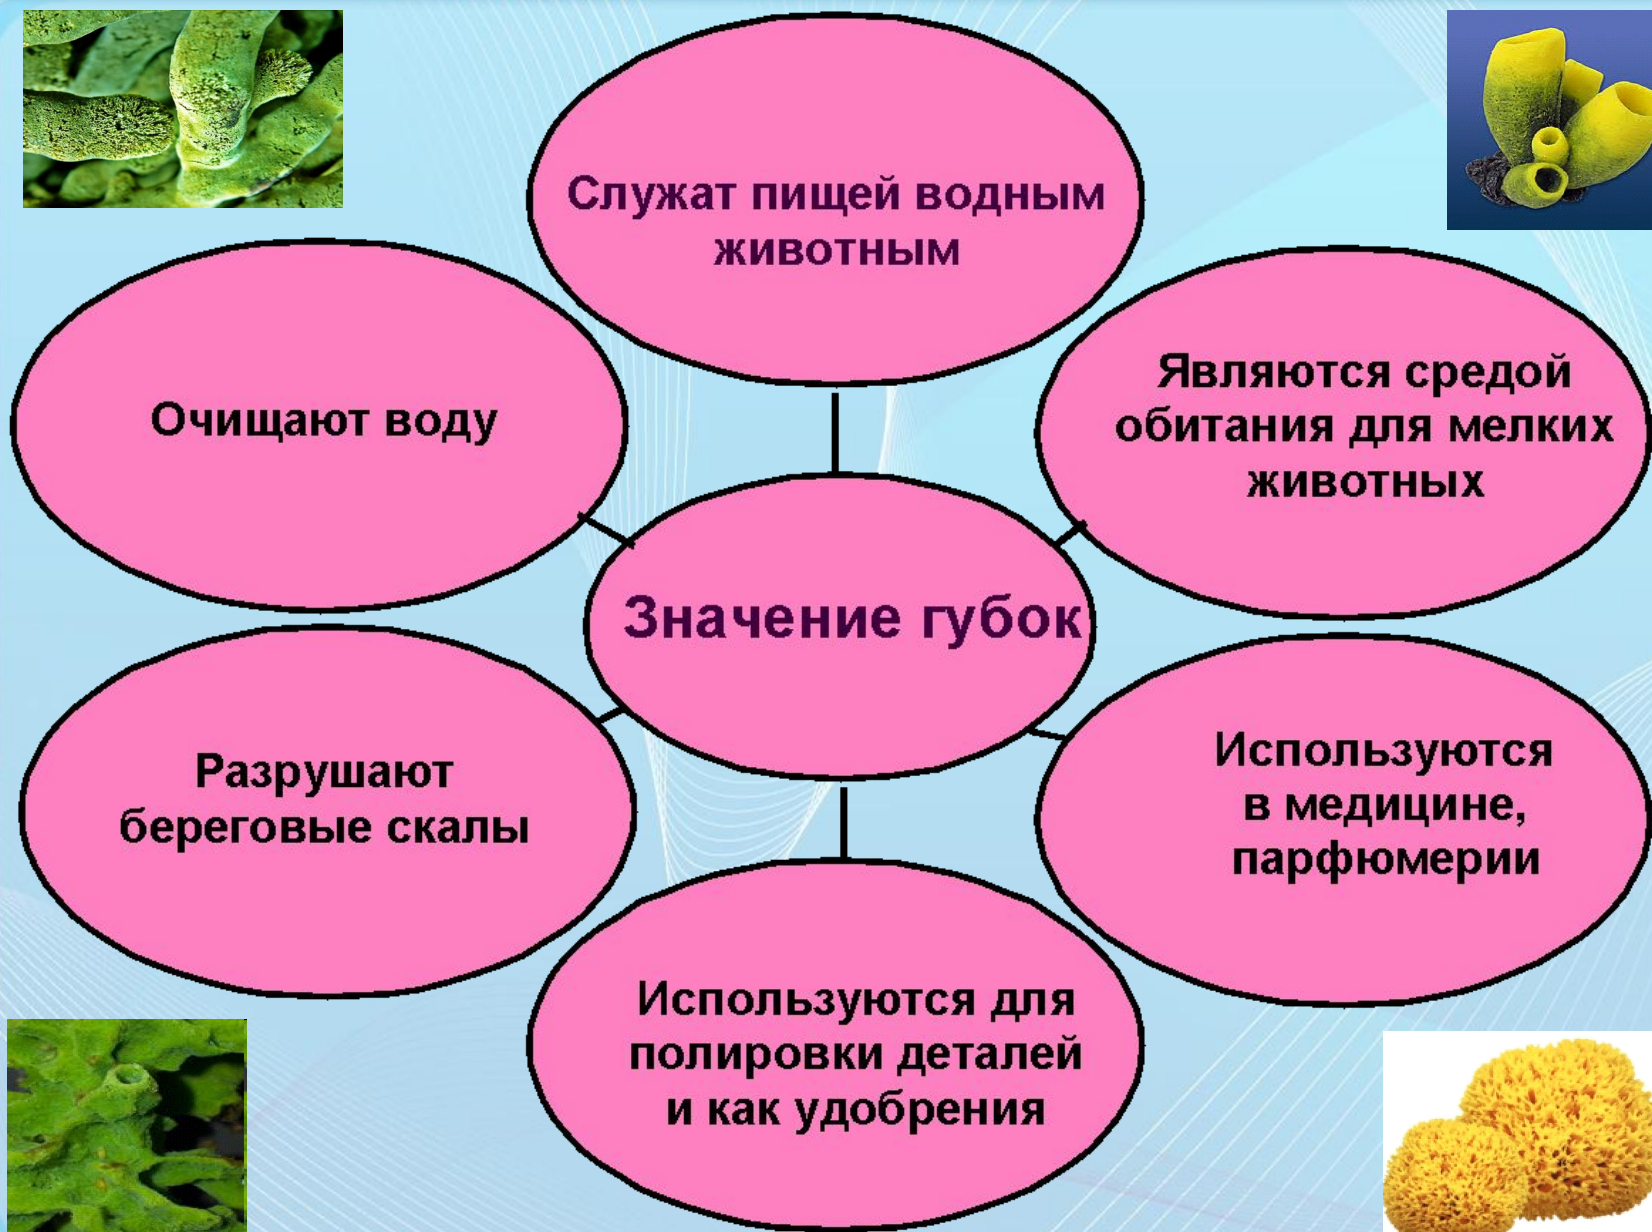 Служат пищей водным
животным
Очищают воду
Являются средой
обитания для мелких
животных
Значение губок
Разрушают
береговые скалы
Используются
в медицине,
парфюмерии
Используются для
полировки деталей
и как удобрения